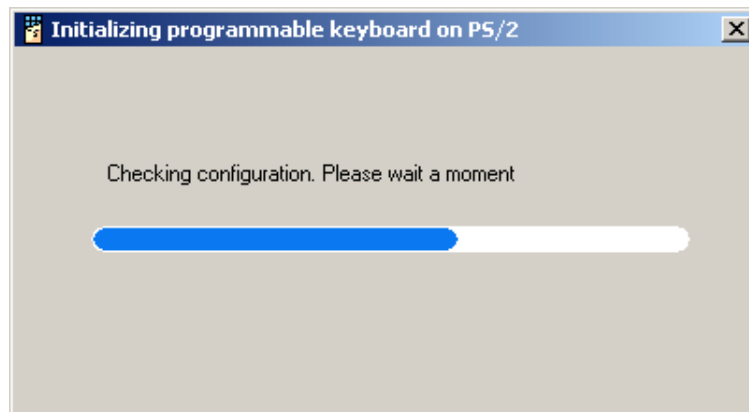 Initializing programmable keyboard on PS/2
Checking configuration. Please wait a moment